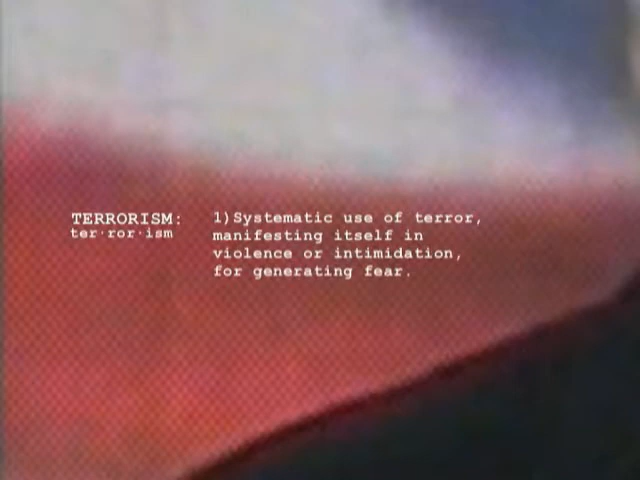 TERRORISM: 1)Systematic use of terror,
ter·ror·ism manifesting itself in
violence or intimidation,
for generating fear.